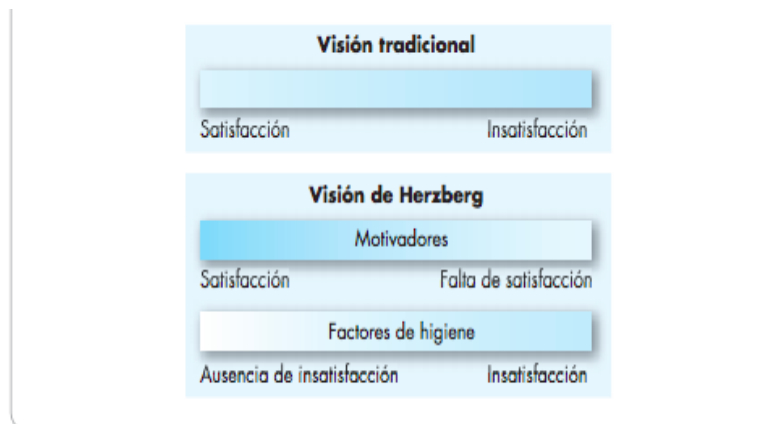 Visión tradicional
Satisfacción Insatisfacción
Visión de Herzberg
Motivadores
Satisfacción Falta de satisfacción
Factores de higiene
Ausencia de insatisfacción Insatisfacción